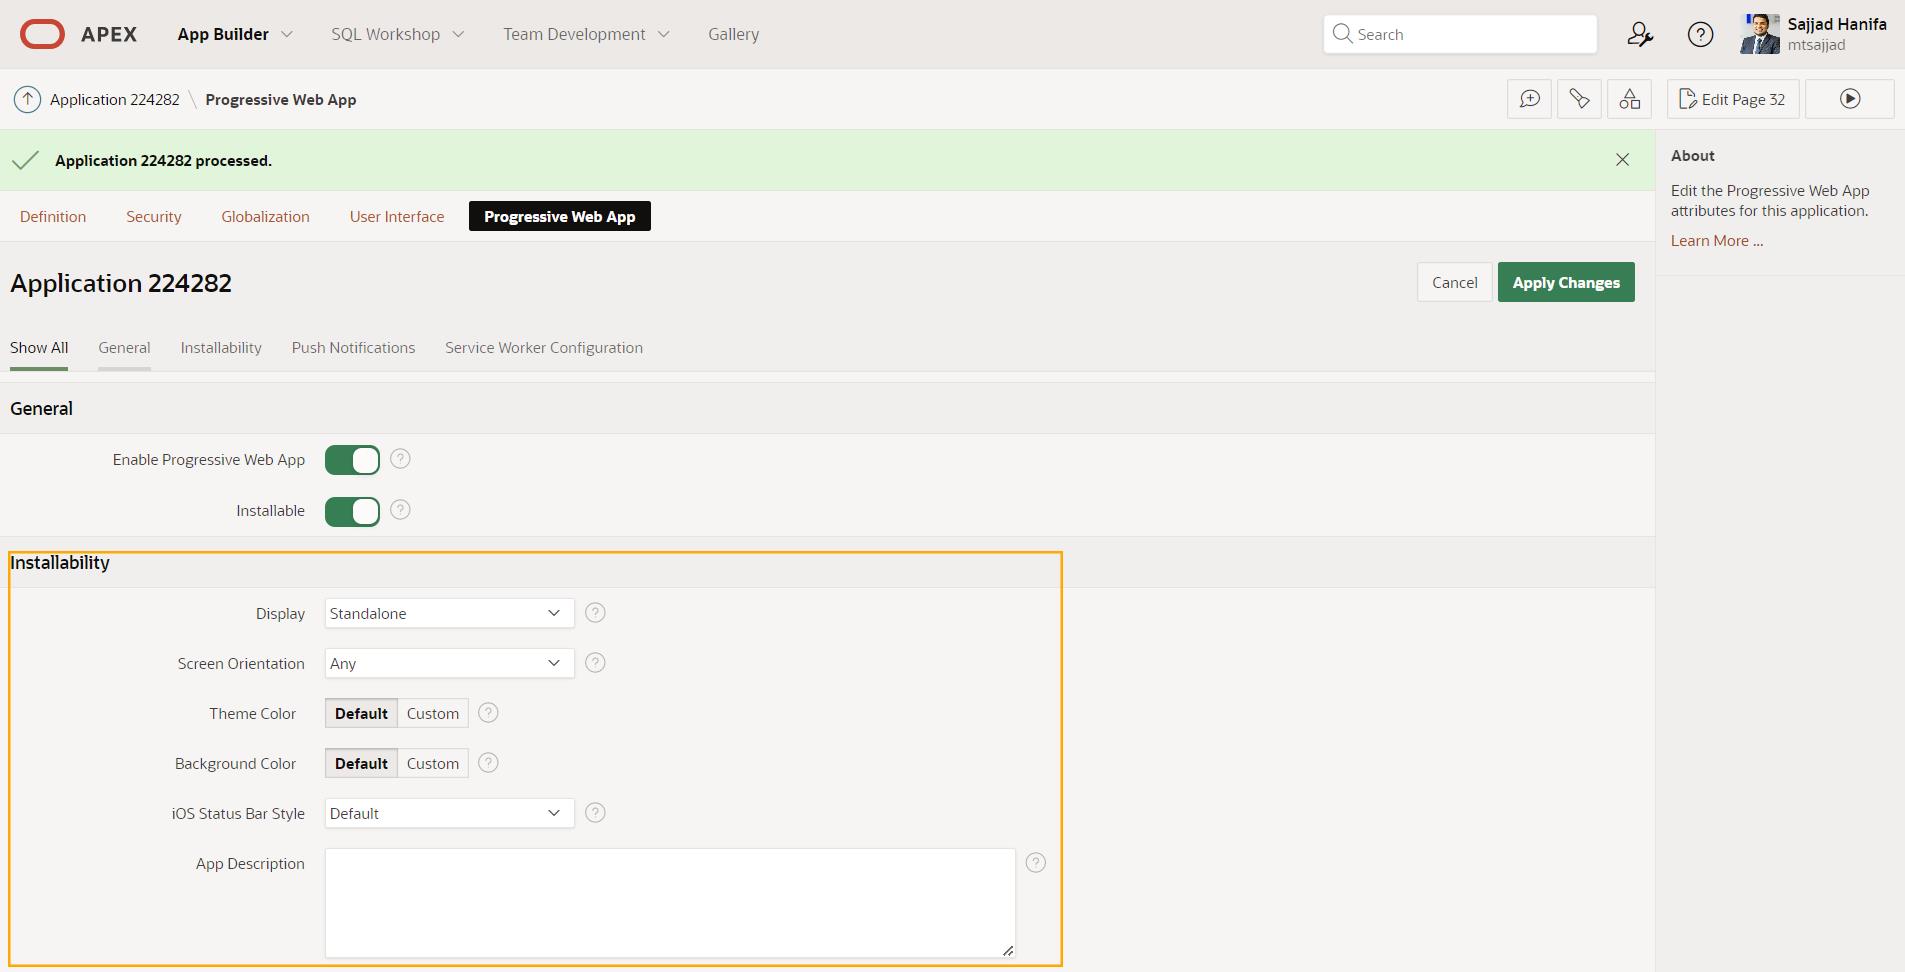 APEX App Builder SQL Workshop Team Development Gallery Search Sajjad Hanifa
mtsajjad
Application 224282 \ Progressive Web App Edit Page 32
Application 224282 processed.
About
Edit the Progressive Web App
attributes for this application.
Learn More ...
Definition Security Globalization User Interface Progressive Web App
Application 224282 Cancel Apply Changes
Show All General Installability Push Notifications Service Worker Configuration
General
Enable Progressive Web App
Installable
Installability
Display Standalone
Screen Orientation Any
Theme Color Default Custom
Background Color Default Custom
iOS Status Bar Style Default
App Description